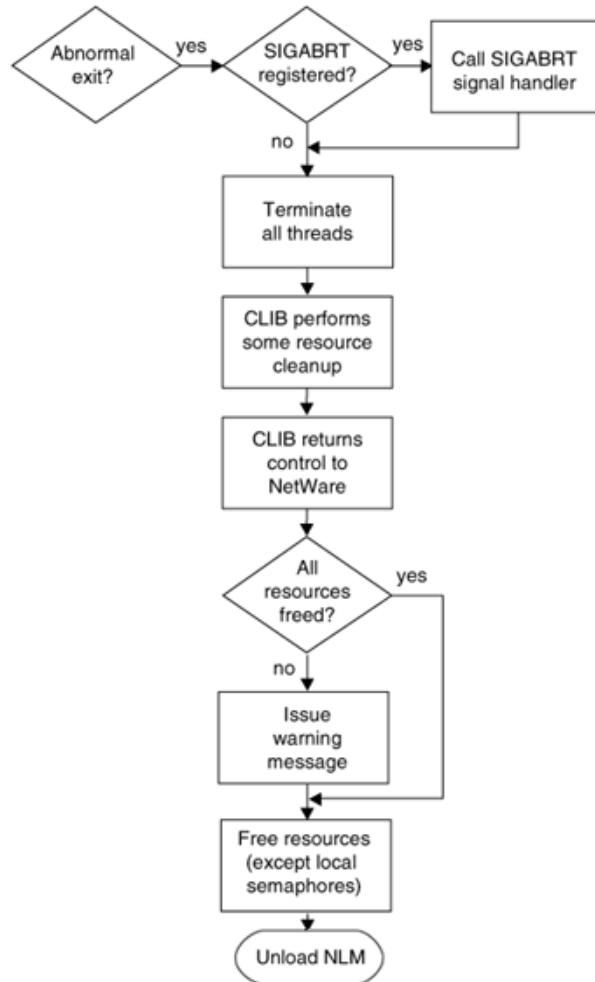 Abnormal
exit?
yes
SIGABRT
registered?
yes
Call SIGABRT
signal handler
no
Terminate
all threads
CLIB performs
some resource
cleanup
CLIB returns
control to
NetWare
All
resources
freed?
yes
no
Issue
warning
message
Free resources
(except local
semaphores)
Unload NLM